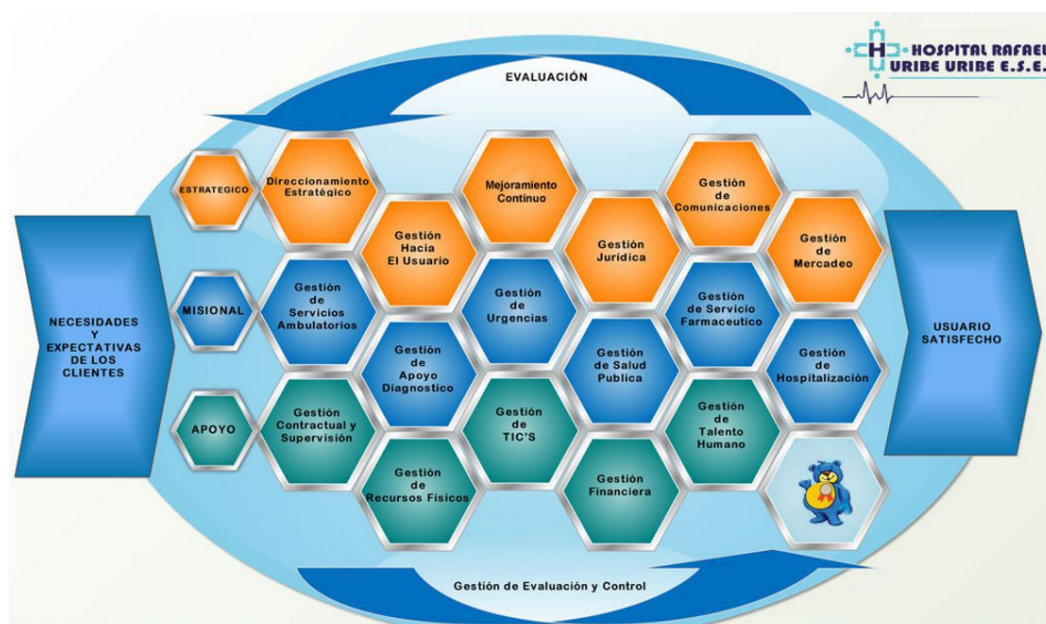 HOSPITAL RAFAEL
URIBE URIBE E.S.E.
EVALUACIÓN
ESTRATEGICO
Direccionamiento
Estratégico
Mejoramiento
Continuo
Gestión
de
Comunicaciones
Gestión
Hacia
El Usuario
Gestión
Jurídica
Gestión
de
Mercadeo
NECESIDADES
Y
EXPECTATIVAS
DE LOS
CLIENTES
MISIONAL
Gestión
de
Servicios
Ambulatorios
Gestión
de
Urgencias
Gestión
de Servicio
Farmaceutico
USUARIO
SATISFECHO
Gestión
de
Apoyo
Diagnostico
Gestión
de Salud
Publica
Gestión
de
Hospitalización
APOYO
Gestión
Contractual y
Supervisión
Gestión
de
TIC'S
Gestión
de
Talento
Humano
Gestión
de
Recursos Físicos
Gestión
Financiera
Gestión de Evaluación y Control